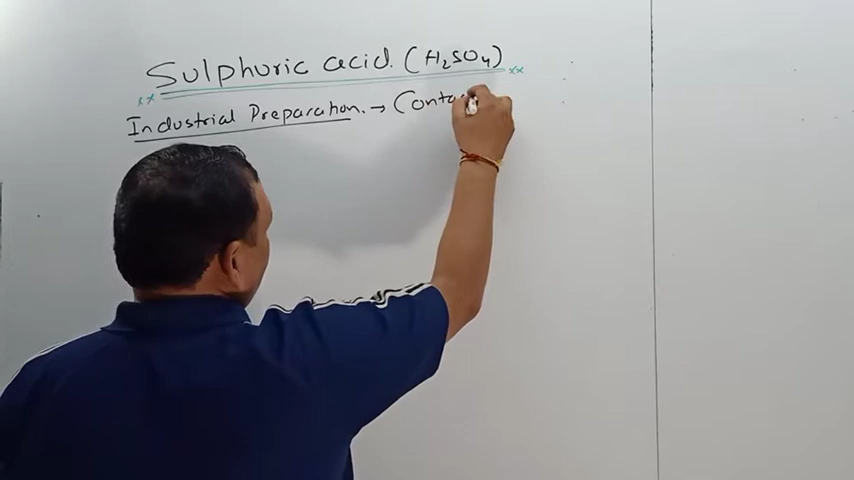 Sulphuric acid. (H₂SO₄)
Industrial Preparation. → (Conta